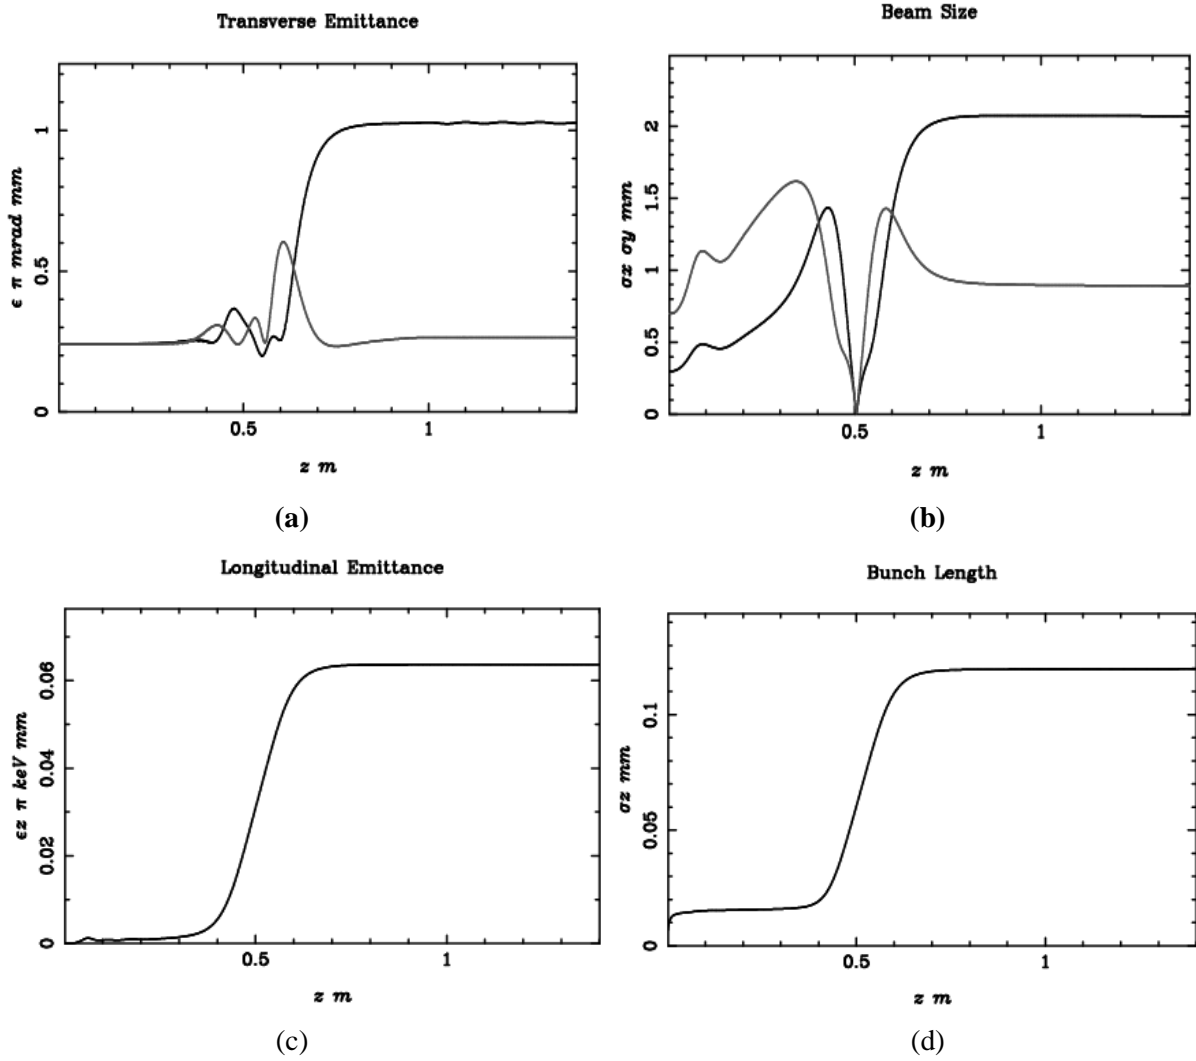 Transverse Emittance
ϵ π mrad mm
0
0.5
1
0.5
1
z m
(a)
Beam Size
σx σy mm
0
0.5
1
1.5
2
0.5
1
z m
(b)
Longitudinal Emittance
ϵz π keV mm
0
0.02
0.04
0.06
0.5
1
z m
(c)
Bunch Length
σz mm
0
0.05
0.1
0.5
1
z m
(d)